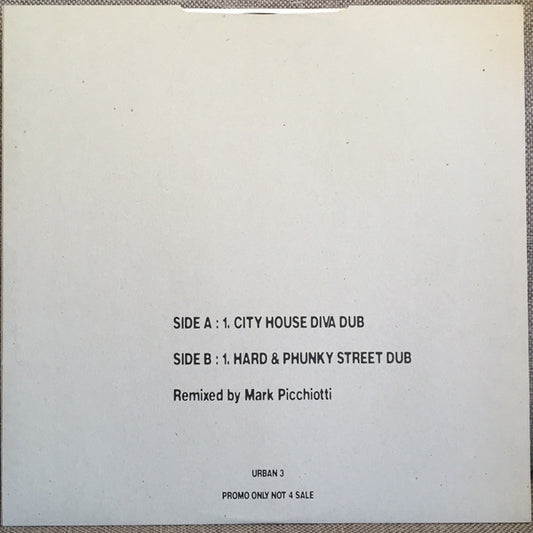 SIDE A : 1. CITY HOUSE DIVA DUB
SIDE B : 1. HARD & PHUNKY STREET DUB
Remixed by Mark Picchiotti
URBAN 3
PROMO ONLY NOT 4 SALE